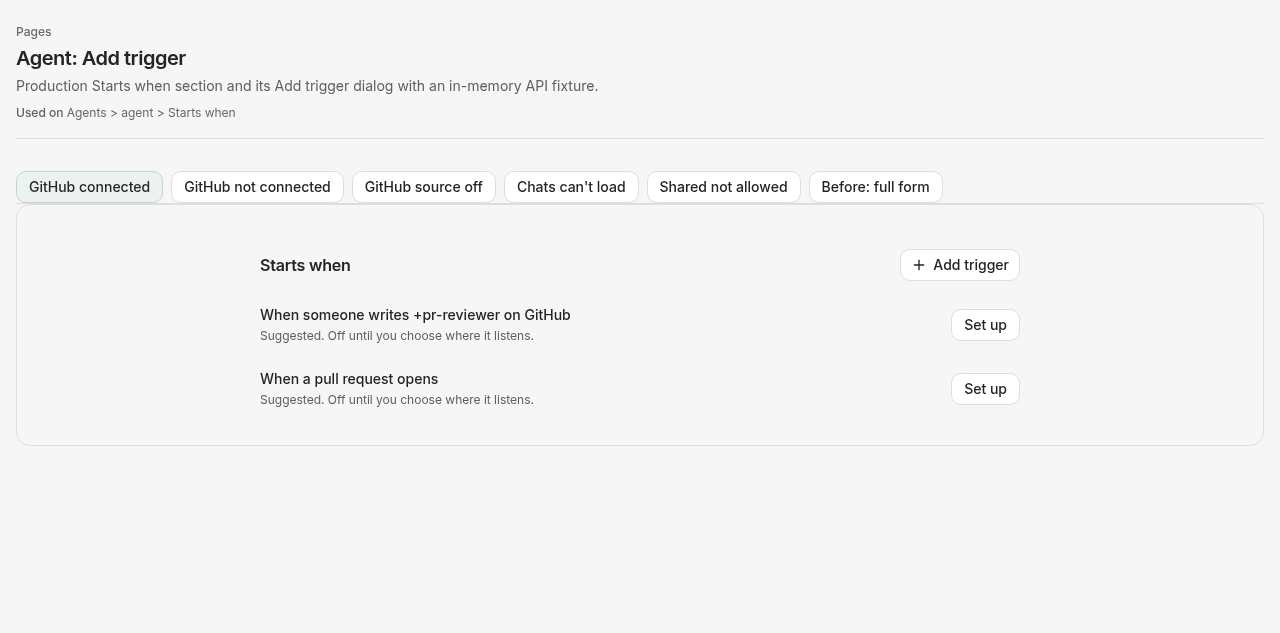 Pages
Agent: Add trigger
Production Starts when section and its Add trigger dialog with an in-memory API fixture.
Used on Agents > agent > Starts when
GitHub connected
GitHub not connected
GitHub source off
Chats can't load
Shared not allowed
Before: full form
Starts when
Add trigger
When someone writes +pr-reviewer on GitHub
Suggested. Off until you choose where it listens.
Set up
When a pull request opens
Suggested. Off until you choose where it listens.
Set up